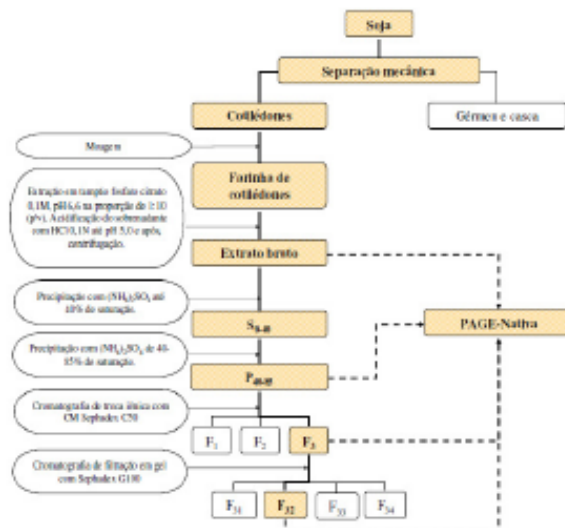 Soja
Separação mecânica
Cotilédones
Gérmen e casca
Moagem
Farinha de
cotilédones
Extração em tampão fosfato citrato
0,1M, pH 6,6 na proporção de 1:10
(p/v). Acidificação do sobrenadante
com HCl 0,1N até pH 5,0 e após,
centrifugação.
Extrato bruto
Precipitação com (NH₄)₂SO₄ até
40% de saturação.
PAGE-Nativa
S₀₋₄₀
Precipitação com (NH₄)₂SO₄ de 40-
85% de saturação.
P₄₀₋₈₅
Cromatografia de troca iônica com
CM Sephadex C50
F₁ F₂ F₃
Cromatografia de filtração em gel
com Sephadex G100
F₃₁ F₃₂ F₃₃ F₃₄